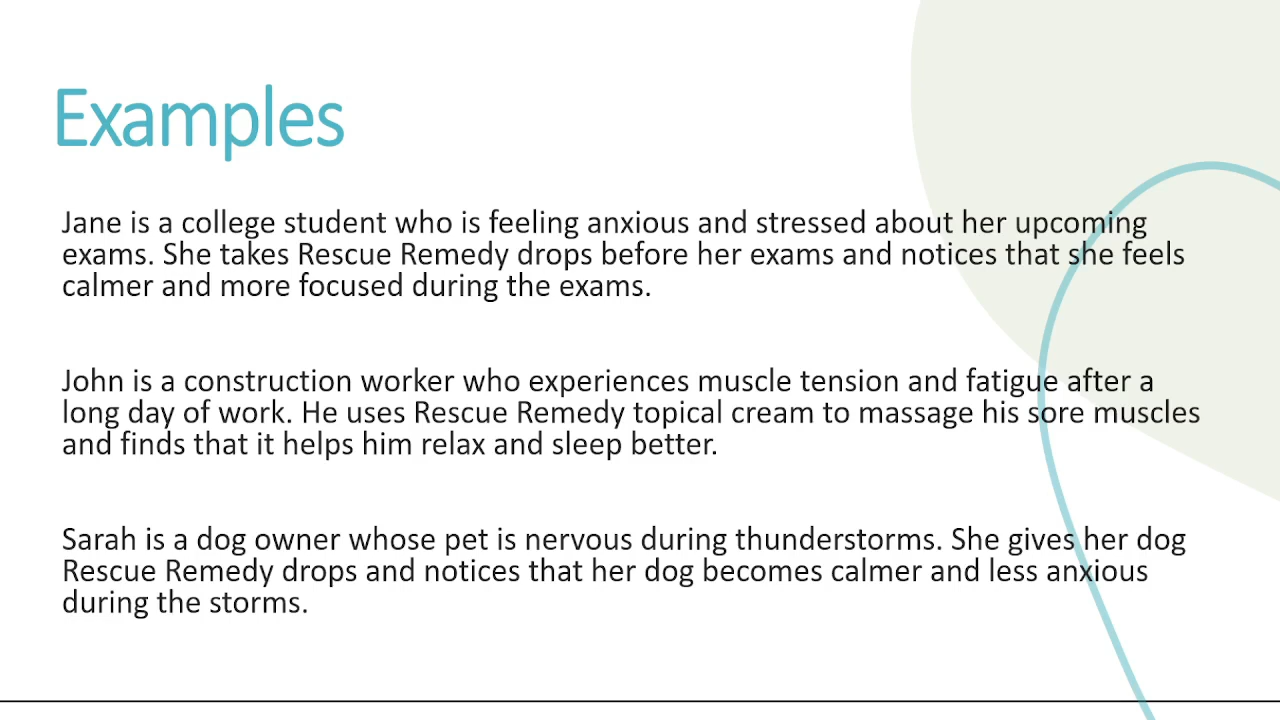 Examples
Jane is a college student who is feeling anxious and stressed about her upcoming
exams. She takes Rescue Remedy drops before her exams and notices that she feels
calmer and more focused during the exams.
John is a construction worker who experiences muscle tension and fatigue after a
long day of work. He uses Rescue Remedy topical cream to massage his sore muscles
and finds that it helps him relax and sleep better.
Sarah is a dog owner whose pet is nervous during thunderstorms. She gives her dog
Rescue Remedy drops and notices that her dog becomes calmer and less anxious
during the storms.